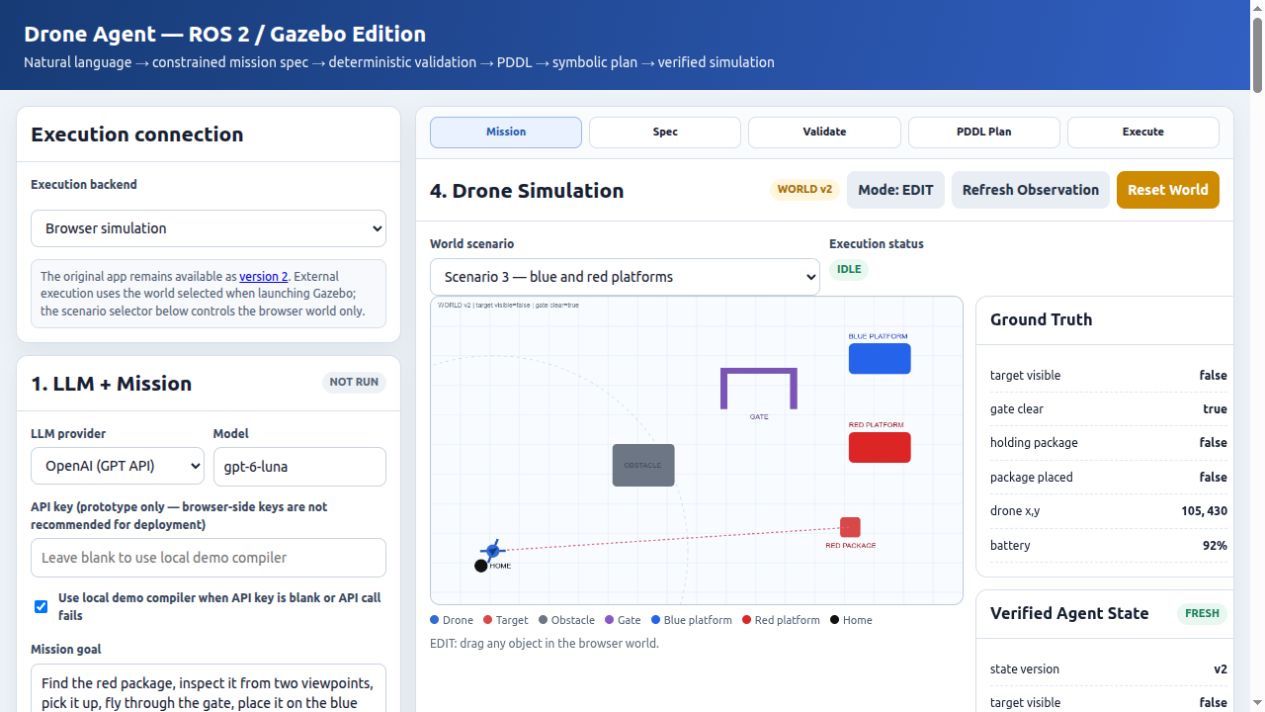 Drone Agent — ROS 2 / Gazebo Edition
Natural language → constrained mission spec → deterministic validation → PDDL → symbolic plan → verified simulation
Execution connection
Execution backend
Browser simulation
The original app remains available as version 2. External
execution uses the world selected when launching Gazebo;
the scenario selector below controls the browser world only.
1. LLM + Mission
NOT RUN
LLM provider
Model
OpenAI (GPT API)
gpt-6-luna
API key (prototype only — browser-side keys are not
recommended for deployment)
Leave blank to use local demo compiler
Use local demo compiler when API key is blank or API call
fails
Mission goal
Find the red package, inspect it from two viewpoints,
pick it up, fly through the gate, place it on the blue
Mission
Spec
Validate
PDDL Plan
Execute
4. Drone Simulation
WORLD v2
Mode: EDIT
Refresh Observation
Reset World
World scenario
Execution status
Scenario 3 — blue and red platforms
IDLE
WORLD v2 | target visible=false | gate clear=true
BLUE PLATFORM
GATE
RED PLATFORM
OBSTACLE
RED PACKAGE
HOME
Drone
Target
Obstacle
Gate
Blue platform
Red platform
Home
EDIT: drag any object in the browser world.
Ground Truth
target visible false
gate clear true
holding package false
package placed false
drone x,y 105, 430
battery 92%
Verified Agent State
FRESH
state version v2
target visible false